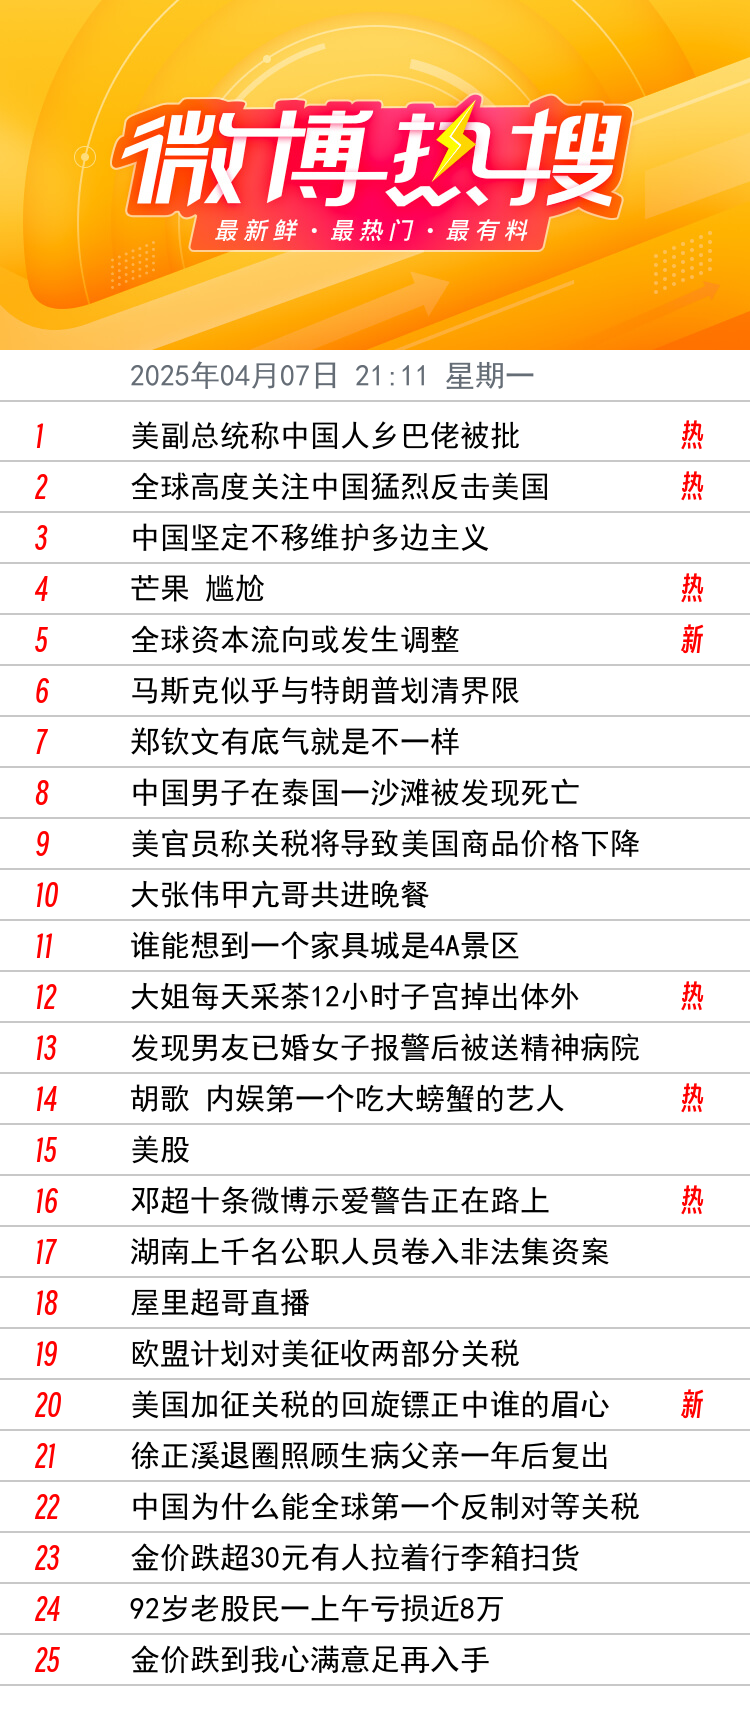 微博热搜
最新鲜·最热门·最有料
2025年04月07日 21:11 星期一
1 美副总统称中国人乡巴佬被批 热
2 全球高度关注中国猛烈反击美国 热
3 中国坚定不移维护多边主义
4 芒果 尴尬 热
5 全球资本流向或发生调整 新
6 马斯克似乎与特朗普划清界限
7 郑钦文有底气就是不一样
8 中国男子在泰国一沙滩被发现死亡
9 美官员称关税将导致美国商品价格下降
10 大张伟甲亢哥共进晚餐
11 谁能想到一个家具城是4A景区
12 大姐每天采茶12小时子宫掉出体外 热
13 发现男友已婚女子报警后被送精神病院
14 胡歌 内娱第一个吃大螃蟹的艺人 热
15 美股
16 邓超十条微博示爱警告正在路上 热
17 湖南上千名公职人员卷入非法集资案
18 屋里超哥直播
19 欧盟计划对美征收两部分关税
20 美国加征关税的回旋镖正中谁的眉心 新
21 徐正溪退圈照顾生病父亲一年后复出
22 中国为什么能全球第一个反制对等关税
23 金价跌超30元有人拉着行李箱扫货
24 92岁老股民一上午亏损近8万
25 金价跌到我心满意足再入手